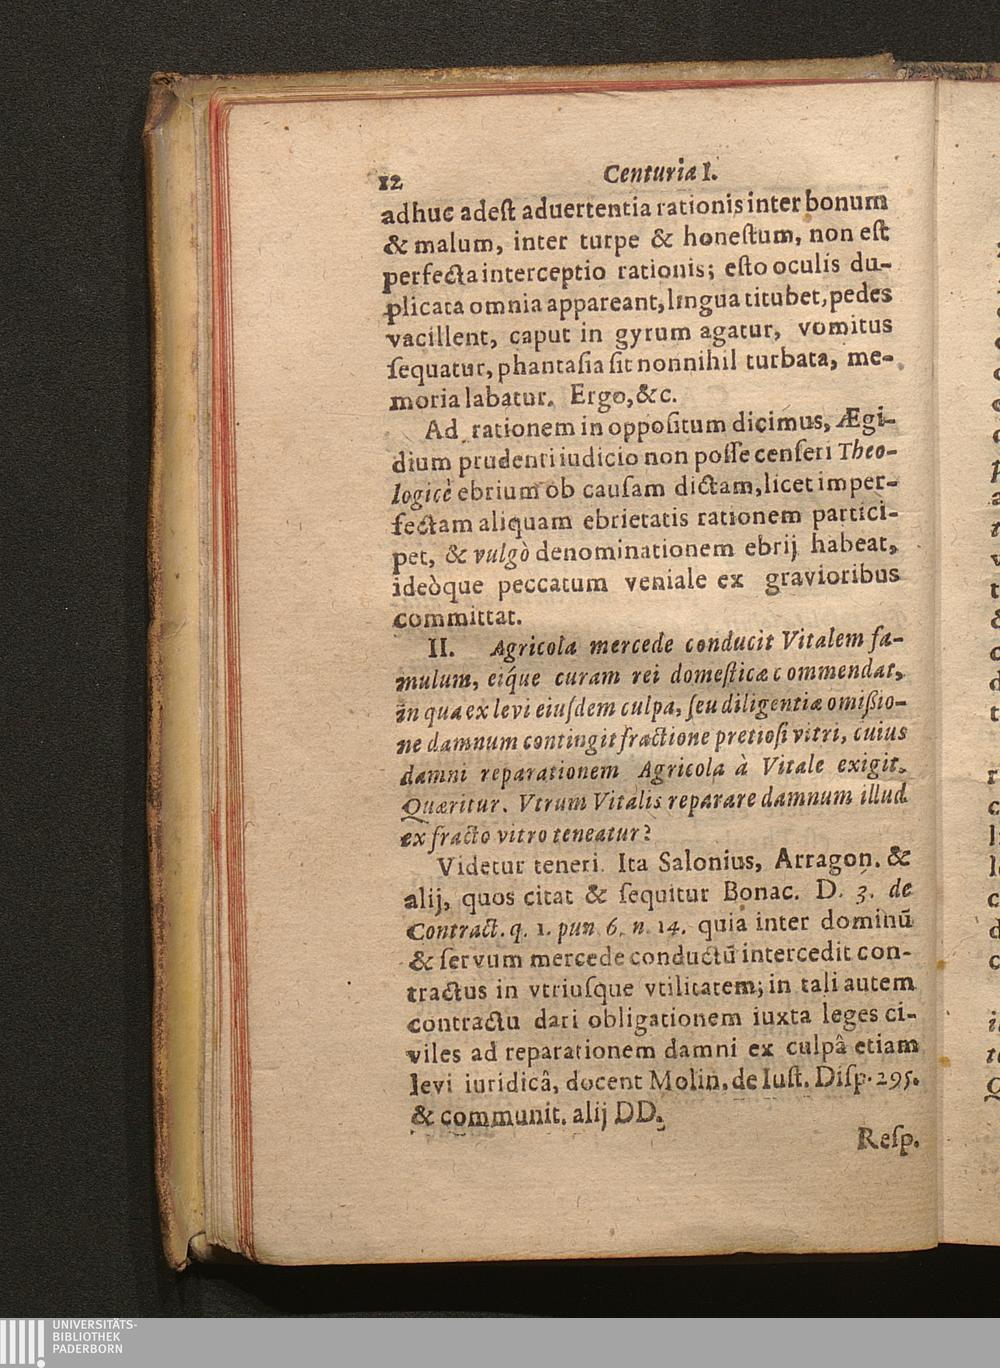 12 Centuria I.
adhuc adest aduertentia rationis inter bonum
& malum, inter turpe & honestum, non est
perfecta interceptio rationis; esto oculis du-
plicata omnia appareant, lingua titubet, pedes
vacillent, caput in gyrum agatur, vomitus
sequatur, phantasia sit nonnihil turbata, me-
moria labatur. Ergo, &c.
Ad rationem in oppositum dicimus, Ægi-
dium prudenti iudicio non posse censeri Theo-
logicè ebrium ob causam dictam, licet imper-
fectam aliquam ebrietatis rationem partici-
pet, & vulgò denominationem ebrij habeat,
ideòque peccatum veniale ex gravioribus
committat.
II. Agricola mercede conducit Vitalem fa-
mulum, eiq́ue curam rei domesticæ commendat,
in qua ex levi eiusdem culpa, seu diligentiæ omißio-
ne damnum contingit fractione pretiosi vitri, cuius
damni reparationem Agricola à Vitale exigit.
Quæritur. Vtrum Vitalis reparare damnum illud
ex fracto vitro teneatur?
Videtur teneri. Ita Salonius, Arragon. &
alij, quos citat & sequitur Bonac. D. 3. de
Contract. q. 1. pun. 6. n. 14. quia inter dominū
& servum mercede conductū intercedit con-
tractus in vtriusque vtilitatem; in tali autem
contractu dari obligationem iuxta leges ci-
viles ad reparationem damni ex culpâ etiam
levi iuridicâ, docent Molin. de Iust. Disp. 295.
& communit. alij DD.
Resp.
UNIVERSITÄTS-
BIBLIOTHEK
PADERBORN